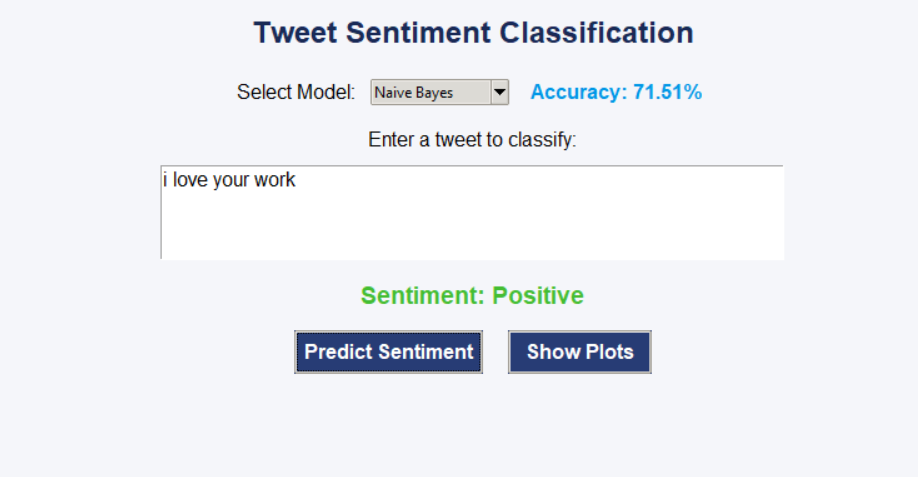 Tweet Sentiment Classification
Select Model: Naive Bayes Accuracy: 71.51%
Enter a tweet to classify:
i love your work
Sentiment: Positive
Predict Sentiment Show Plots